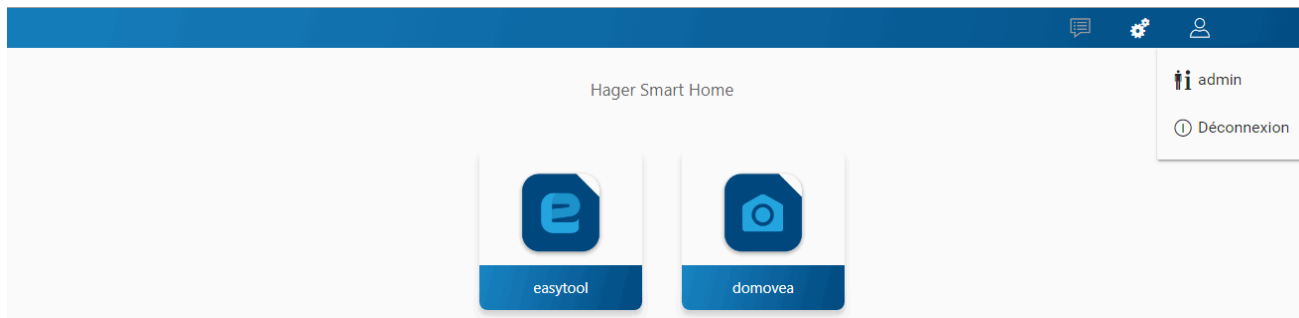 Hager Smart Home
admin
Déconnexion
easytool
domovea